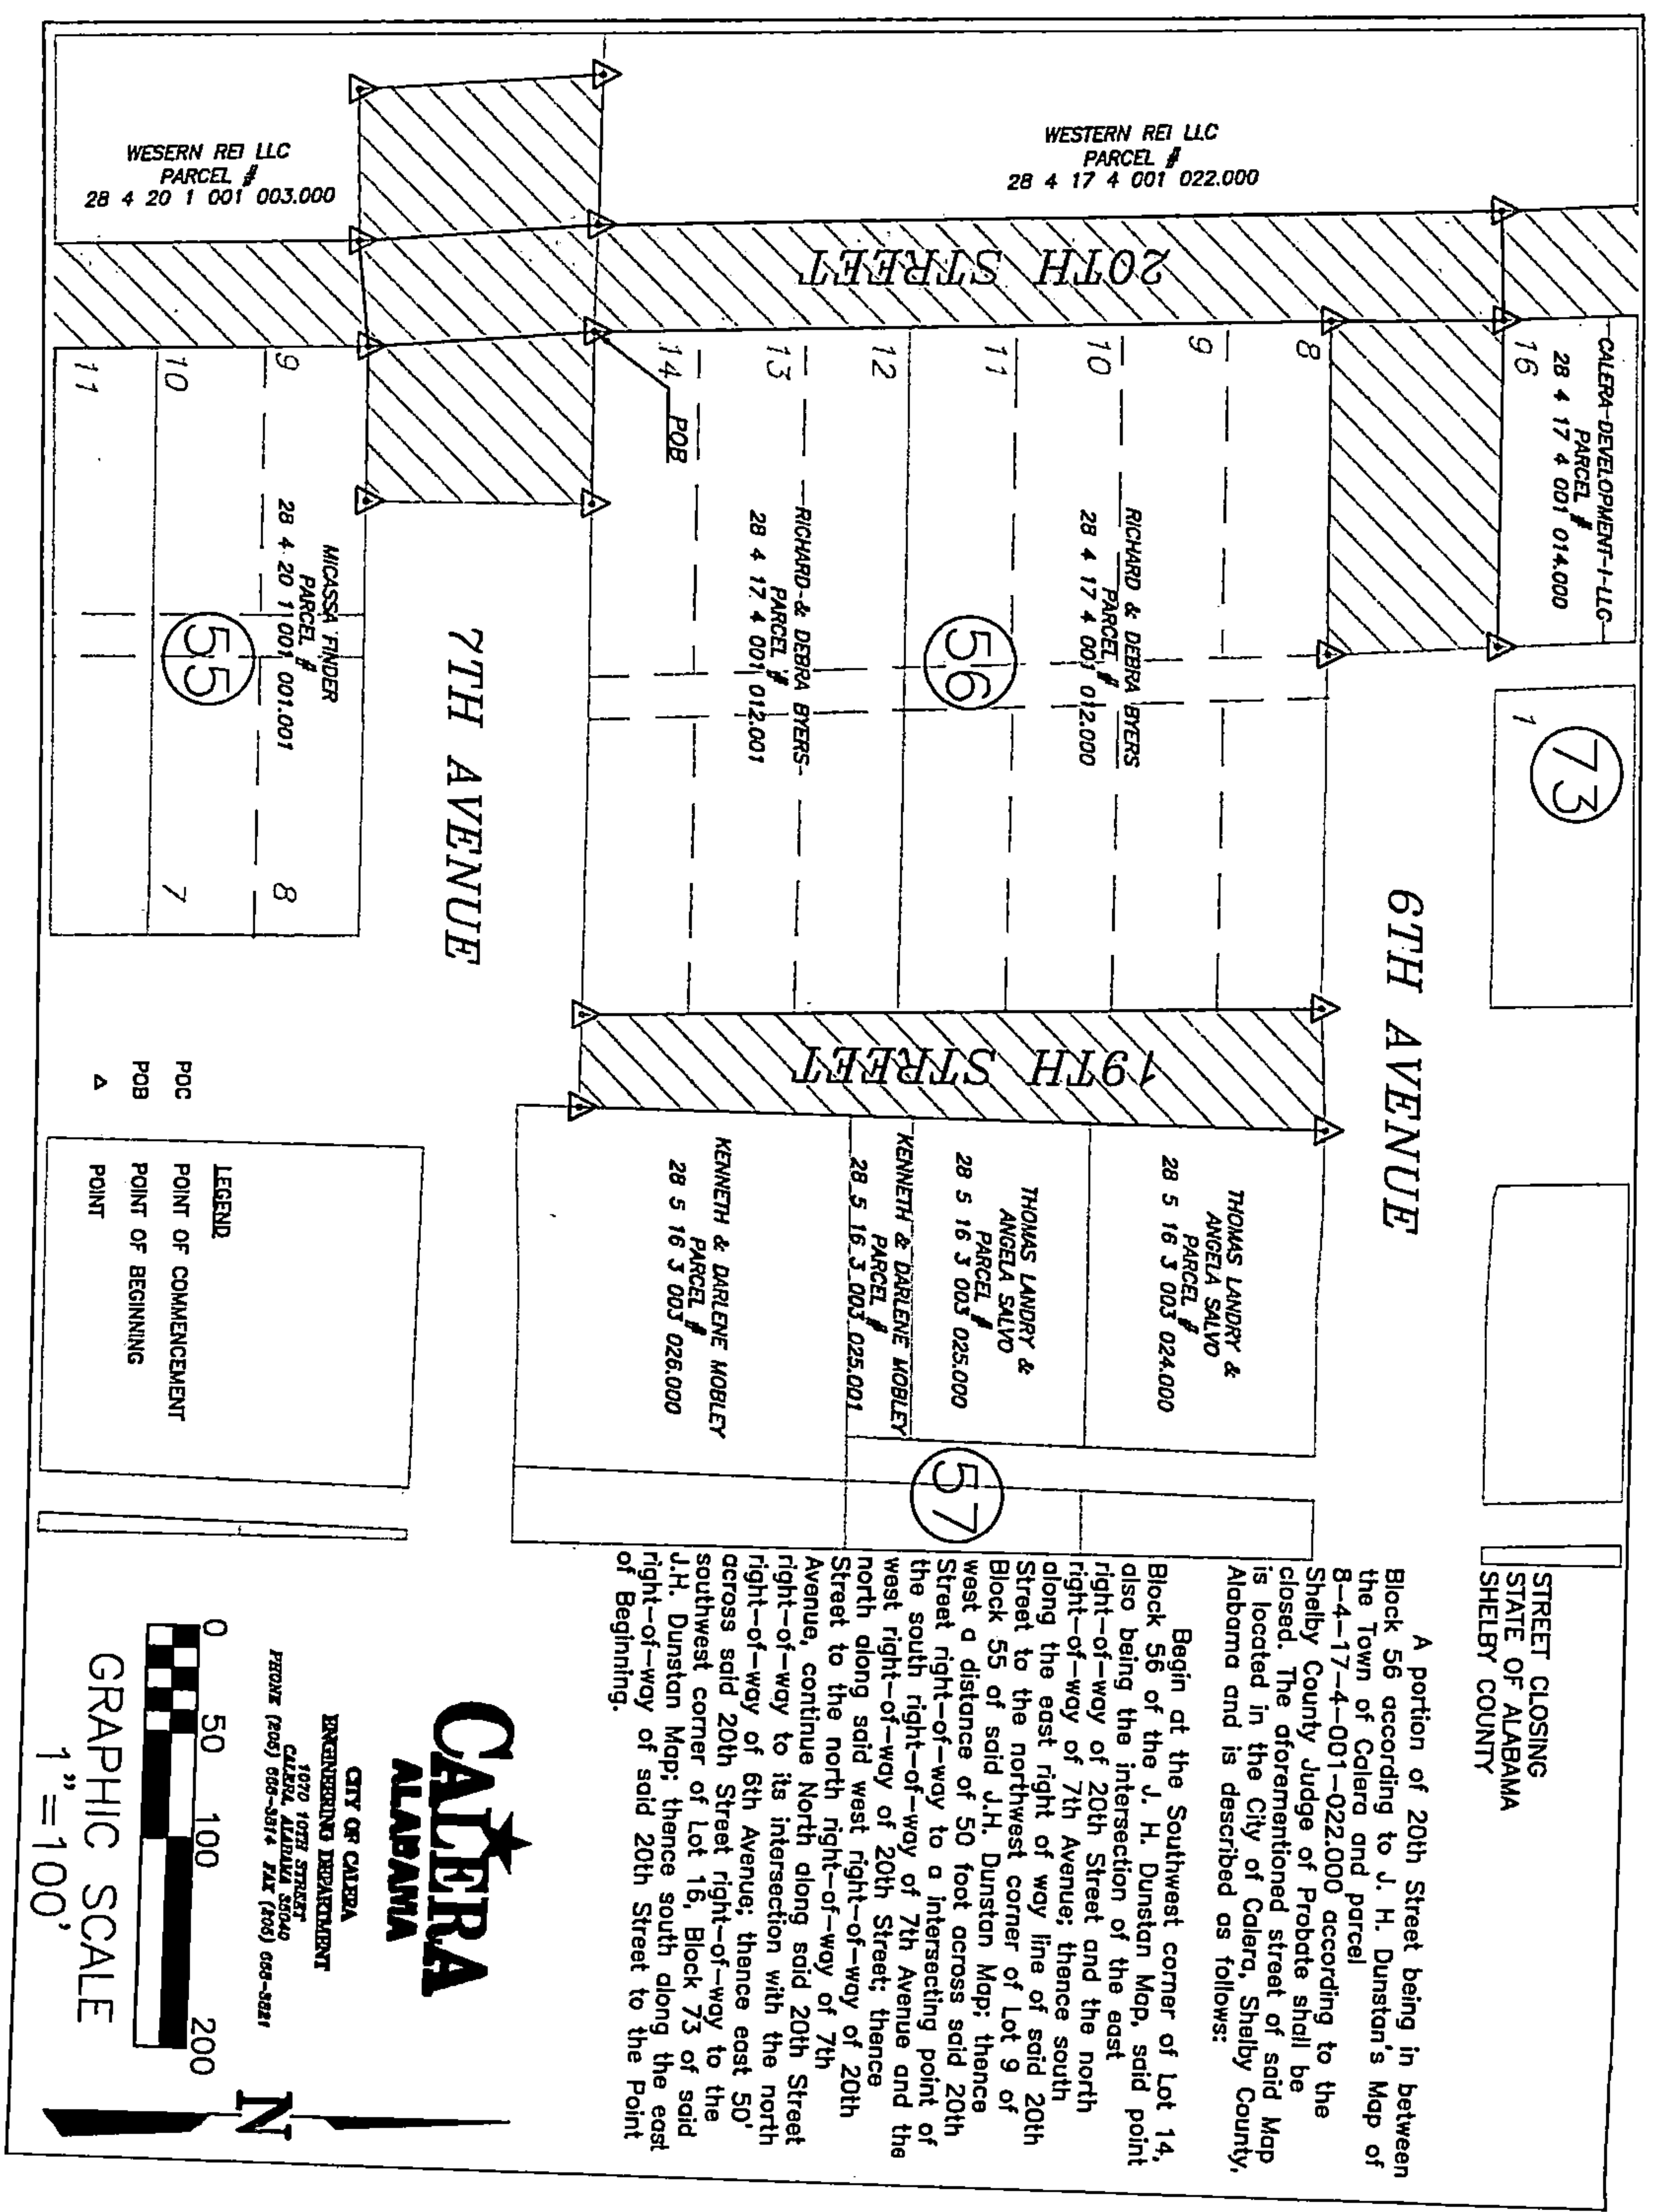 STREET CLOSING
STATE OF ALABAMA
SHELBY COUNTY
A portion of 20th Street being in between
Block 56 according to J. H. Dunstan's Map of
the Town of Calera and parcel
8-4-17-4-001-022.000 according to the
Shelby County Judge of Probate shall be
closed. The aforementioned street of said Map
is located in the City of Calera, Shelby County,
Alabama and is described as follows:
Begin at the Southwest corner of Lot 14,
Block 56 of the J. H. Dunstan Map, said point
also being the intersection of the east
right-of-way of 20th Street and the north
right-of-way of 7th Avenue; thence south
along the east right of way line of said 20th
Street to the northwest corner of Lot 9 of
Block 55 of said J.H. Dunstan Map; thence
west a distance of 50 foot across said 20th
Street right-of-way to a intersecting point of
the south right-of-way of 7th Avenue and the
west right-of-way of 20th Street; thence
north along said west right-of-way of 20th
Street to the north right-of-way of 7th
Avenue, continue North along said 20th Street
right-of-way to its intersection with the north
right-of-way of 6th Avenue; thence east 50'
across said 20th Street right-of-way to the
southwest corner of Lot 16, Block 73 of said
J.H. Dunstan Map; thence south along the east
right-of-way of said 20th Street to the Point
of Beginning.
CALERA
ALABAMA
CITY OF CALERA
ENGINEERING DEPARTMENT
1070 10TH STREET
CALERA, ALABAMA 35040
PHONE (205) 668-3814 FAX (205) 668-3821
0 50 100 200
GRAPHIC SCALE
1"=100'
N
CALERA-DEVELOPMENT-I-LLC
PARCEL #
28 4 17 4 001 014.000
16
73
1
6TH AVENUE
WESTERN REI LLC
PARCEL #
28 4 17 4 001 022.000
20TH STREET
8
9
10
11
12
13
14
POB
RICHARD & DEBRA BYERS
PARCEL #
28 4 17 4 001 012.000
56
RICHARD & DEBRA BYERS
PARCEL #
28 4 17 4 001 012.001
19TH STREET
THOMAS LANDRY &
ANGELA SALVO
PARCEL #
28 5 16 3 003 024.000
THOMAS LANDRY &
ANGELA SALVO
PARCEL #
28 5 16 3 003 025.000
KENNETH & DARLENE MOBLEY
PARCEL #
28 5 16 3 003 025.001
57
KENNETH & DARLENE MOBLEY
PARCEL #
28 5 16 3 003 026.000
7TH AVENUE
WESERN REI LLC
PARCEL #
28 4 20 1 001 003.000
9
10
11
MICASSA FINDER
PARCEL #
28 4 20 1 001 001.001
55
8
7
LEGEND
POC POINT OF COMMENCEMENT
POB POINT OF BEGINNING
△ POINT